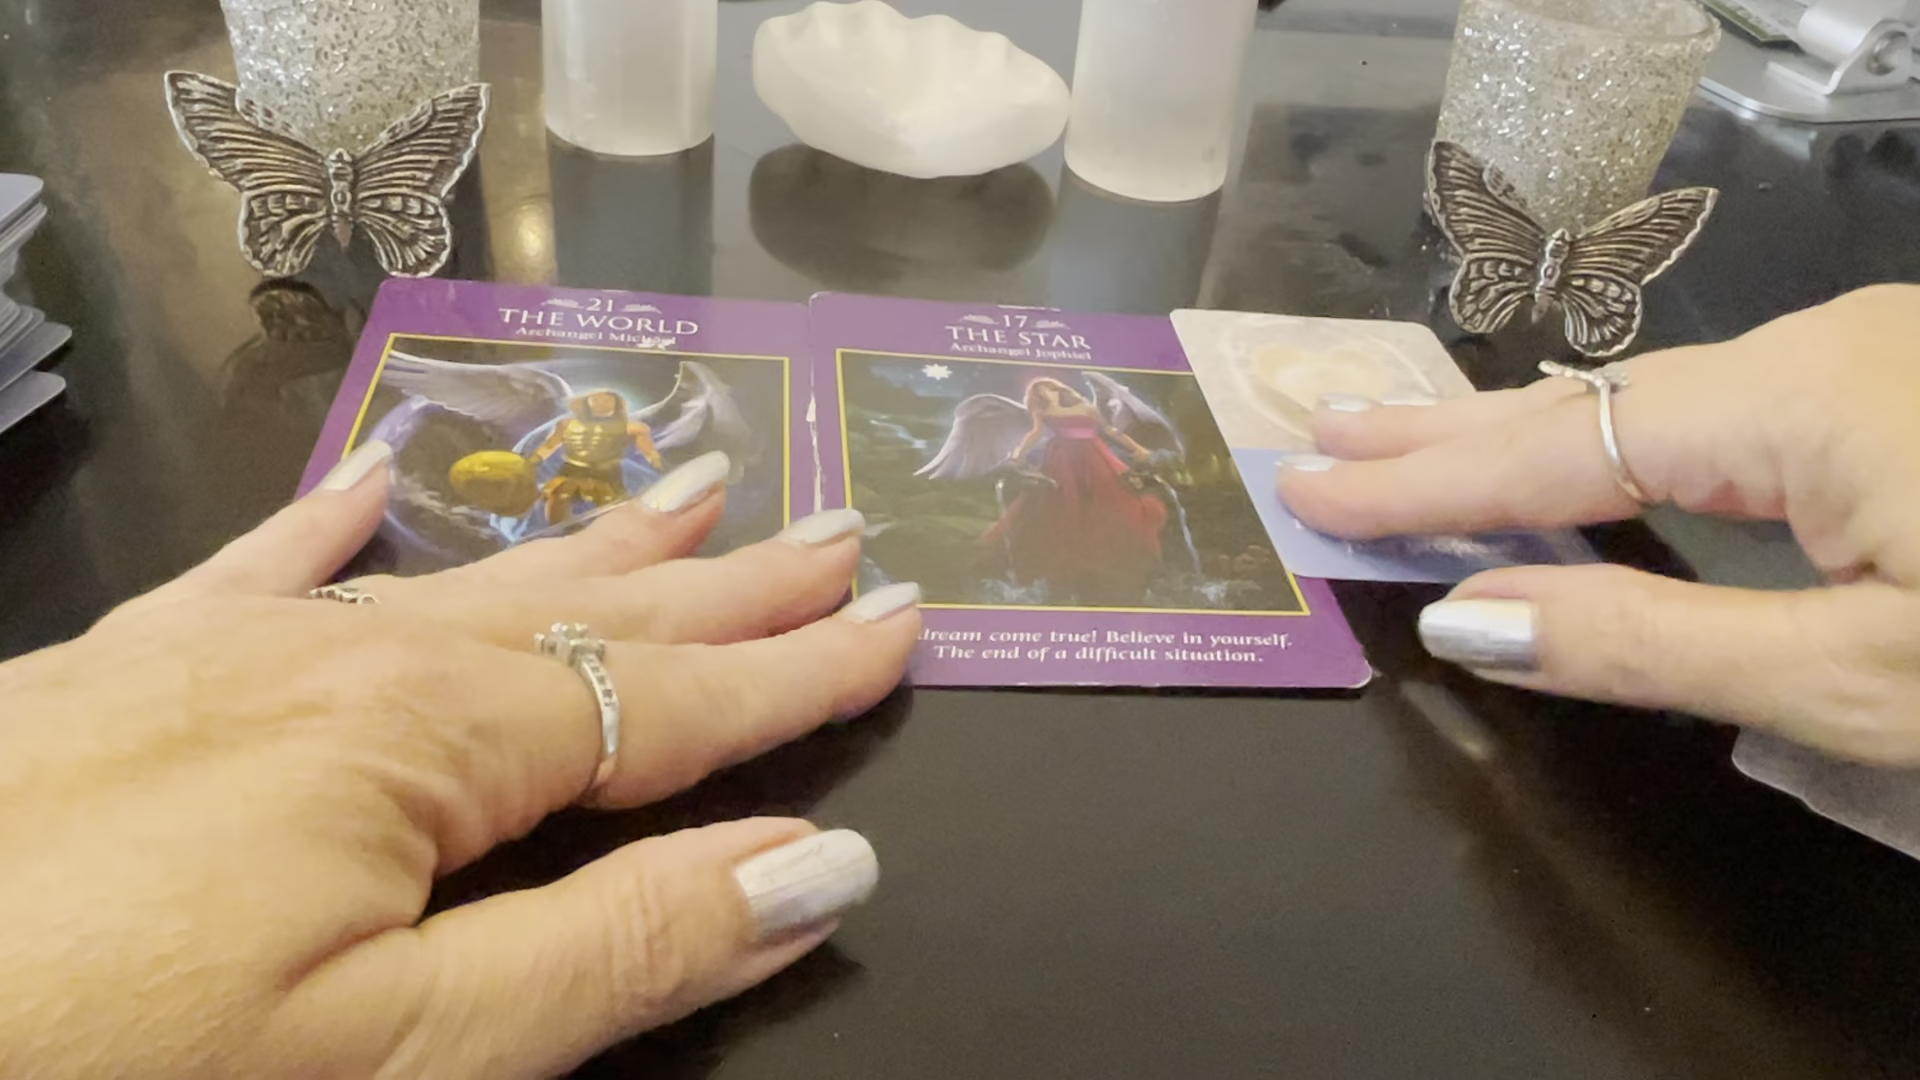 21
THE WORLD
Archangel Michael
17
THE STAR
Archangel Jophiel
dream come true! Believe in yourself.
The end of a difficult situation.